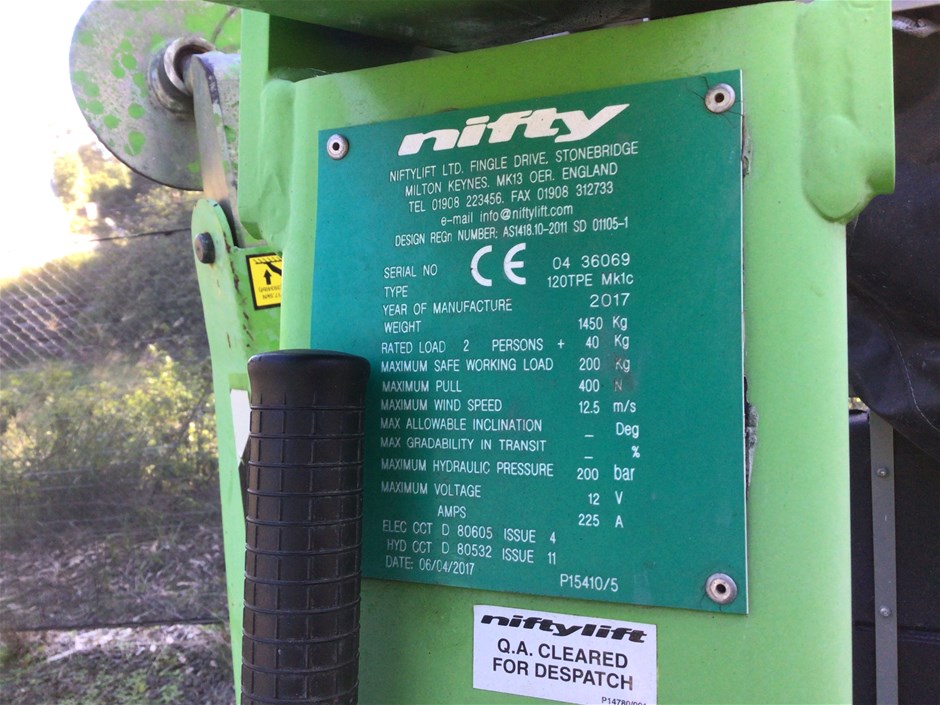 nifty
NIFTYLIFT LTD. FINGLE DRIVE. STONEBRIDGE
MILTON KEYNES. MK13 OER. ENGLAND
TEL 01908 223456. FAX 01908 312733
e-mail info@niftylift.com
DESIGN REGn NUMBER: AS1418.10-2011 SD 01105-1
SERIAL NO CE 04 36069
TYPE 120TPE Mk1c
YEAR OF MANUFACTURE 2017
WEIGHT 1450 Kg
RATED LOAD 2 PERSONS + 40 Kg
MAXIMUM SAFE WORKING LOAD 200 Kg
MAXIMUM PULL 400 N
MAXIMUM WIND SPEED 12.5 m/s
MAX ALLOWABLE INCLINATION _ Deg
MAX GRADABILITY IN TRANSIT _ %
MAXIMUM HYDRAULIC PRESSURE 200 bar
MAXIMUM VOLTAGE 12 V
AMPS 225 A
ELEC CCT D 80605 ISSUE 4
HYD CCT D 80532 ISSUE 11
DATE: 06/04/2017
P15410/5
niftylift
Q.A. CLEARED
FOR DESPATCH